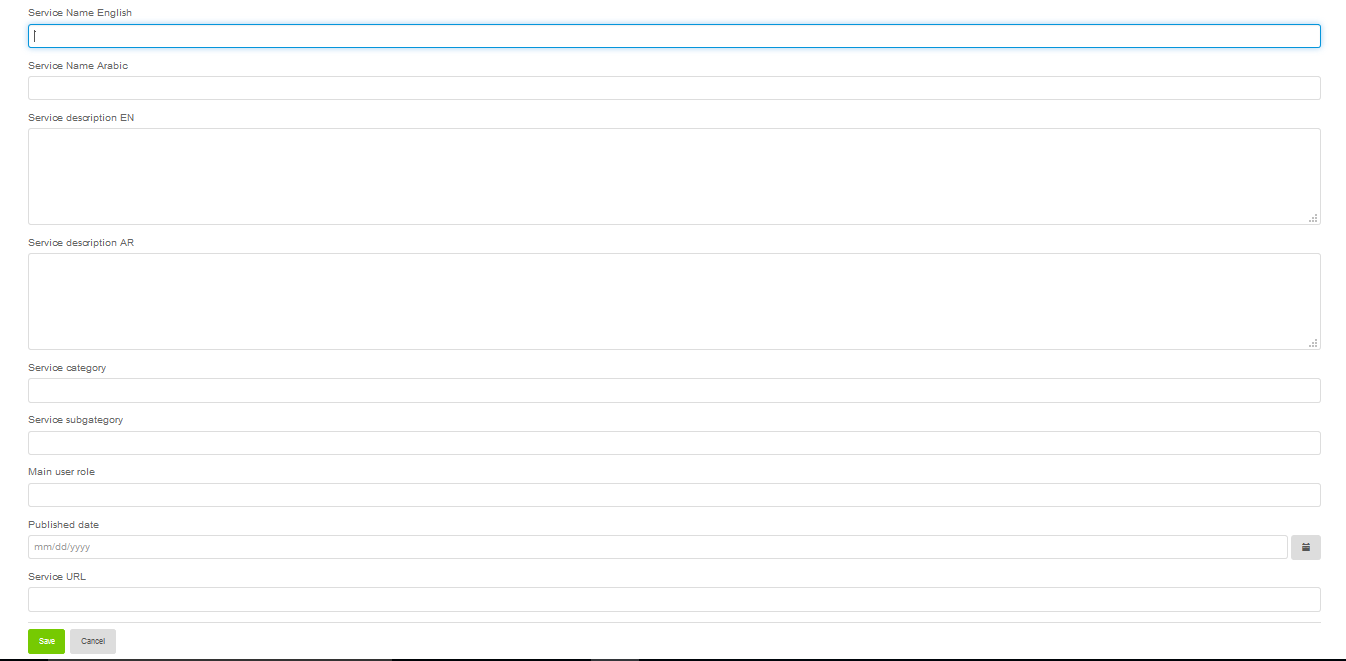 Service Name English
Service Name Arabic
Service description EN
Service description AR
Service category
Service subgategory
Main user role
Published date
mm/dd/yyyy
Service URL
Save Cancel